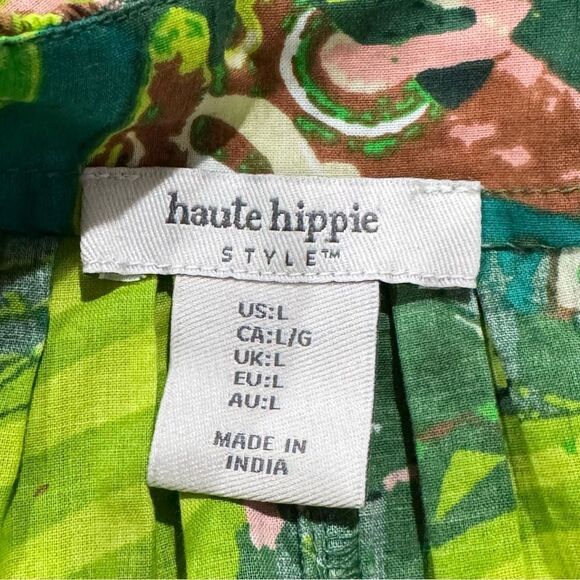 haute hippie
STYLE™
US:L
CA:L/G
UK:L
EU:L
AU:L
MADE IN
INDIA